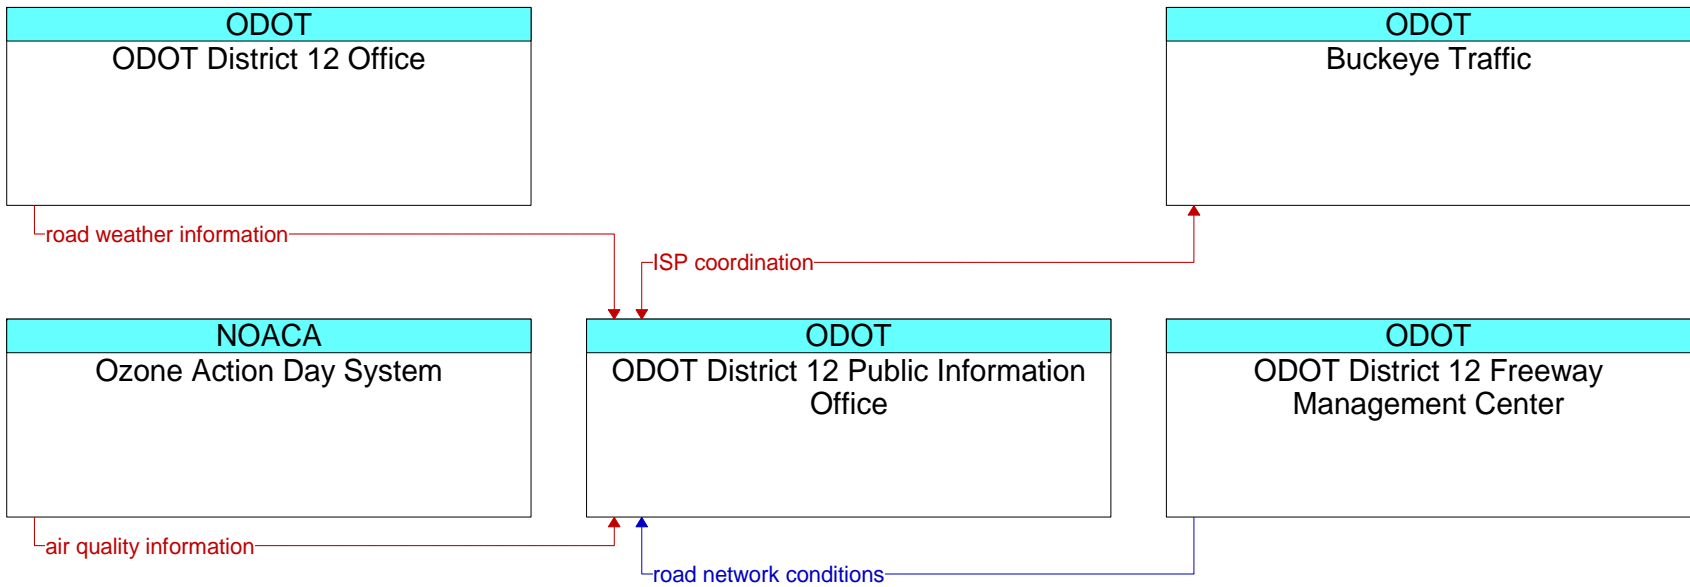 ODOT
ODOT District 12 Office
ODOT
Buckeye Traffic
road weather information
ISP coordination
NOACA
Ozone Action Day System
ODOT
ODOT District 12 Public Information
Office
ODOT
ODOT District 12 Freeway
Management Center
air quality information
road network conditions